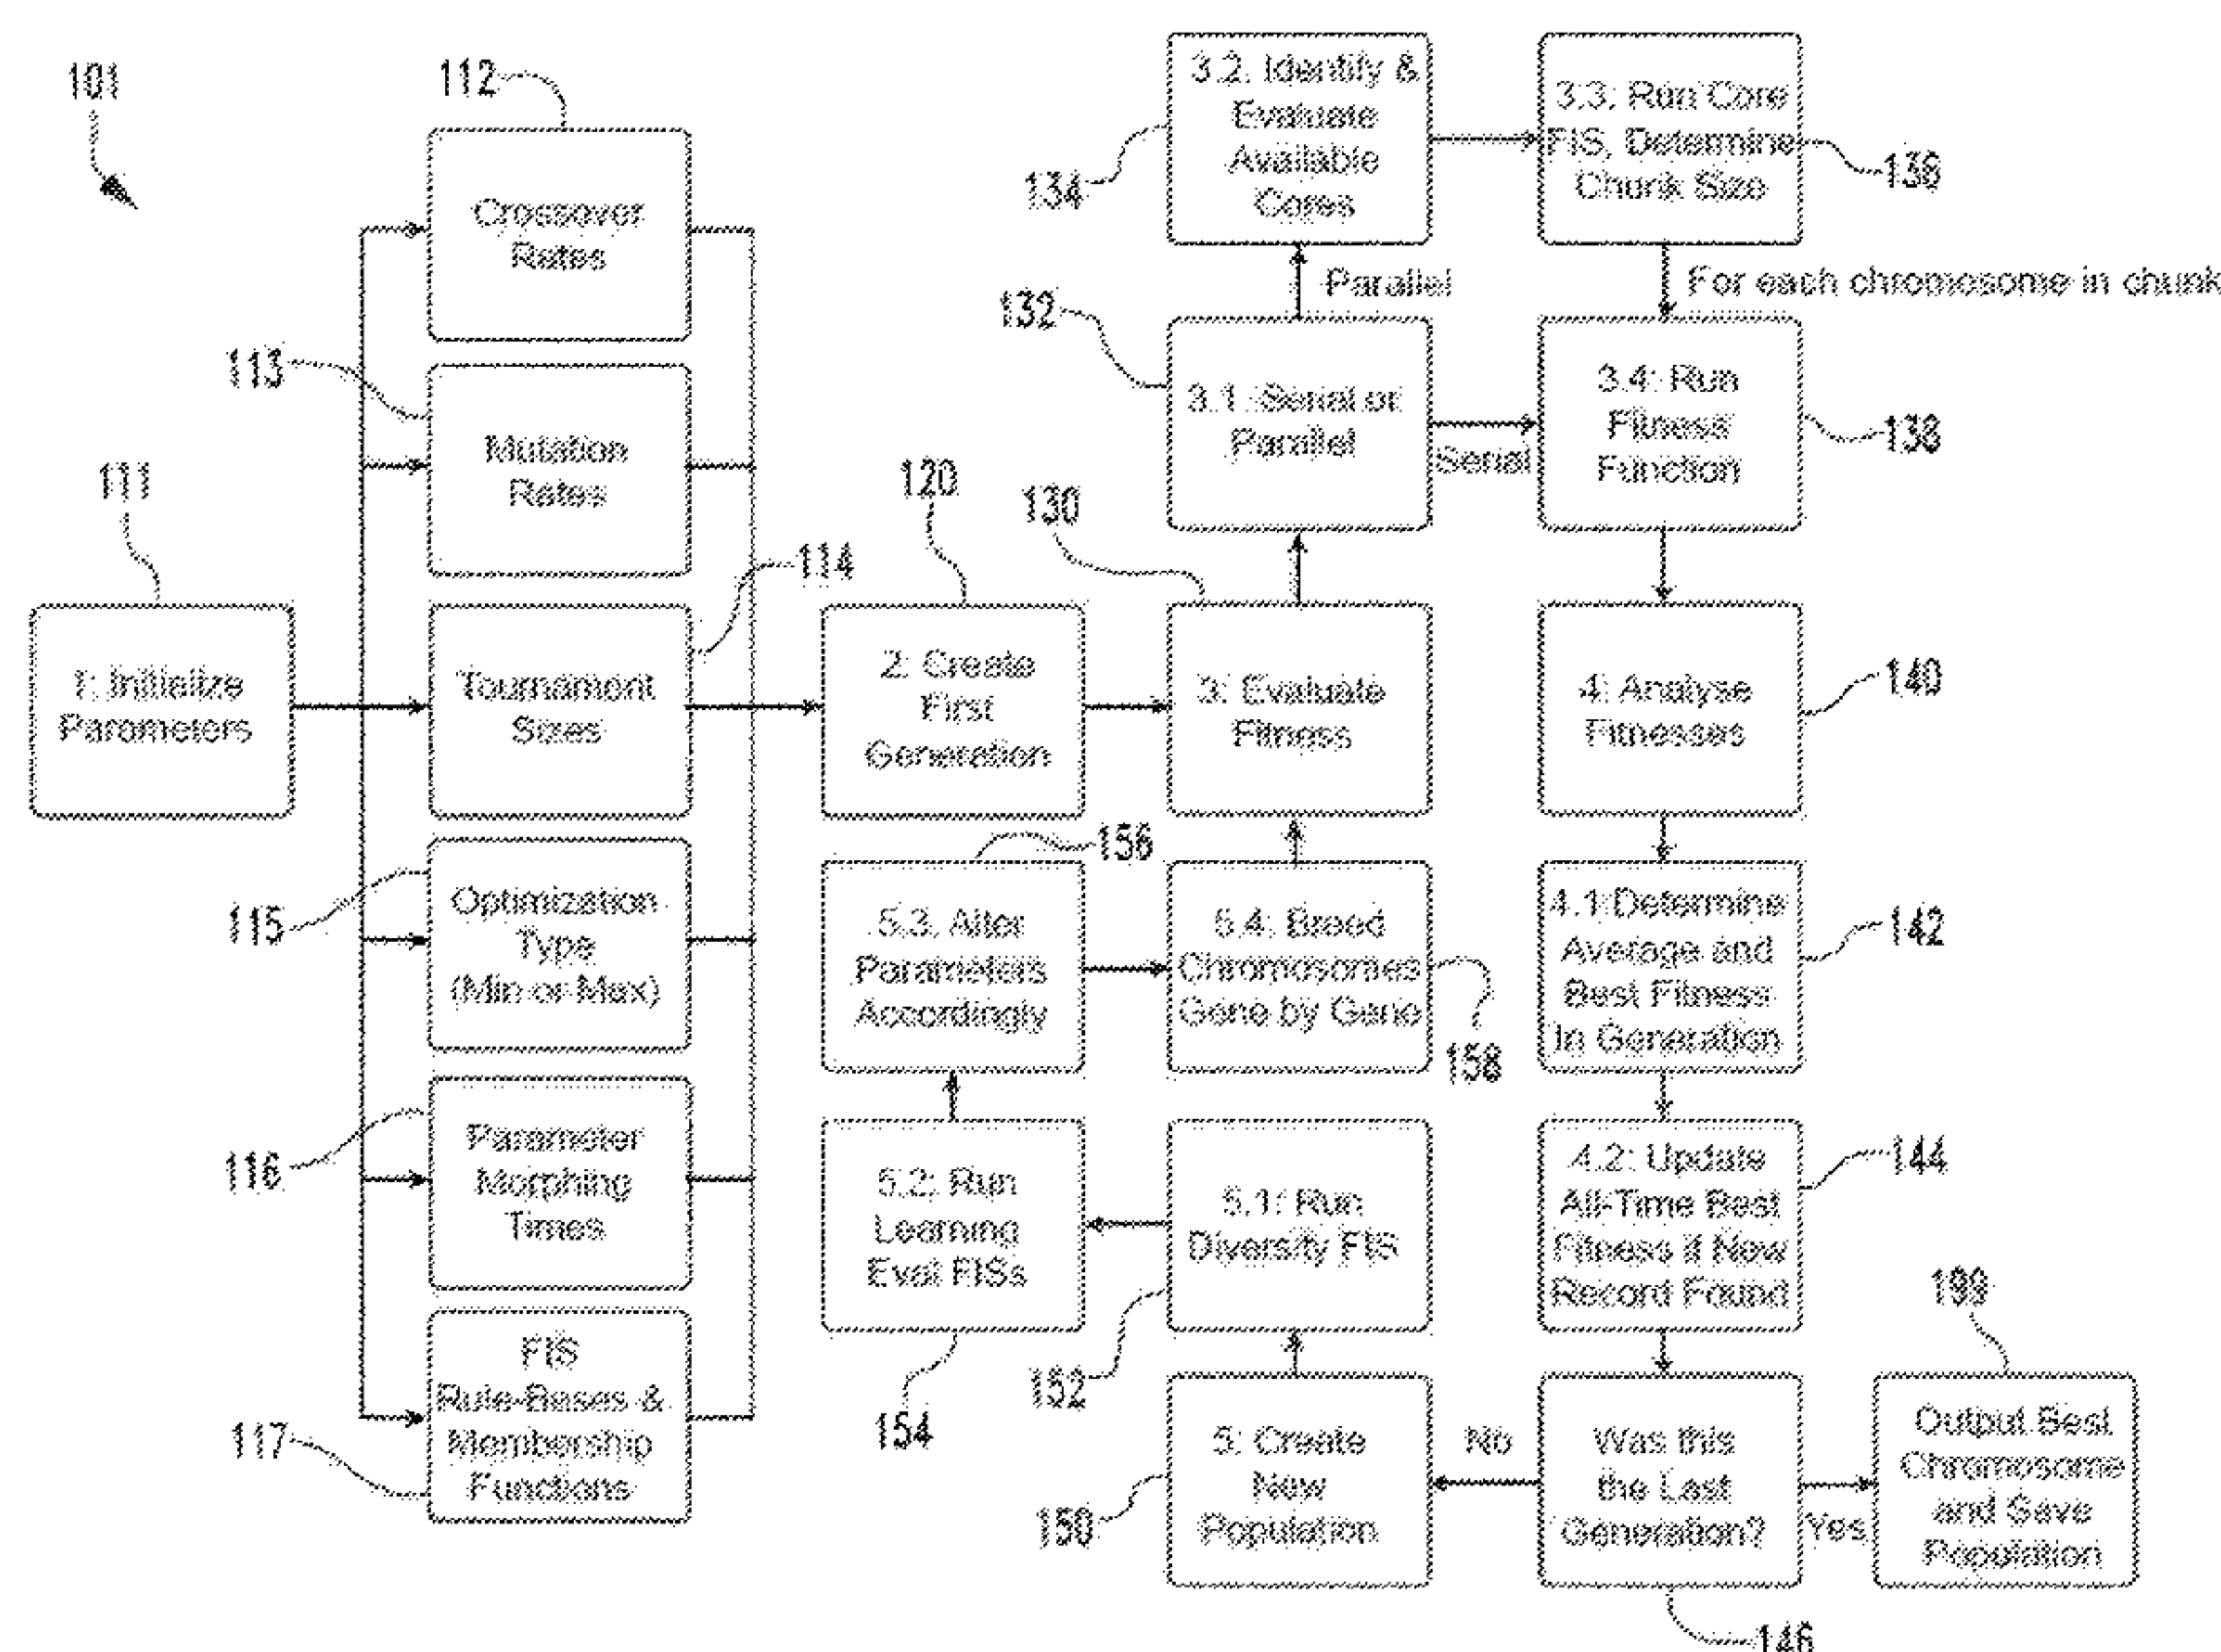 101
112
Crossover
Rates
113
Mutation
Rates
111
1: Initialize
Parameters
114
Tournament
Sizes
115
Optimization
Type
(Min or Max)
116
Parameter
Morphing
Times
117
FIS
Rule-Bases &
Membership
Functions
120
2: Create
First
Generation
130
3: Evaluate
Fitness
132
3.1: Serial or
Parallel
Parallel
Serial
134
3.2: Identify &
Evaluate
Available
Cores
136
3.3: Run Core
FIS, Determine
Chunk Size
For each chromosome in chunk
138
3.4: Run
Fitness
Function
140
4: Analyse
Fitnesses
142
4.1:Determine
Average and
Best Fitness
In Generation
144
4.2: Update
All-Time Best
Fitness if New
Record Found
146
Was this
the Last
Generation?
No
Yes
199
Output Best
Chromosome
and Save
Population
150
5: Create
New
Population
152
5.1: Run
Diversity FIS
154
5.2: Run
Learning
Eval FISs
156
5.3: Alter
Parameters
Accordingly
158
5.4: Breed
Chromosomes
Gene by Gene